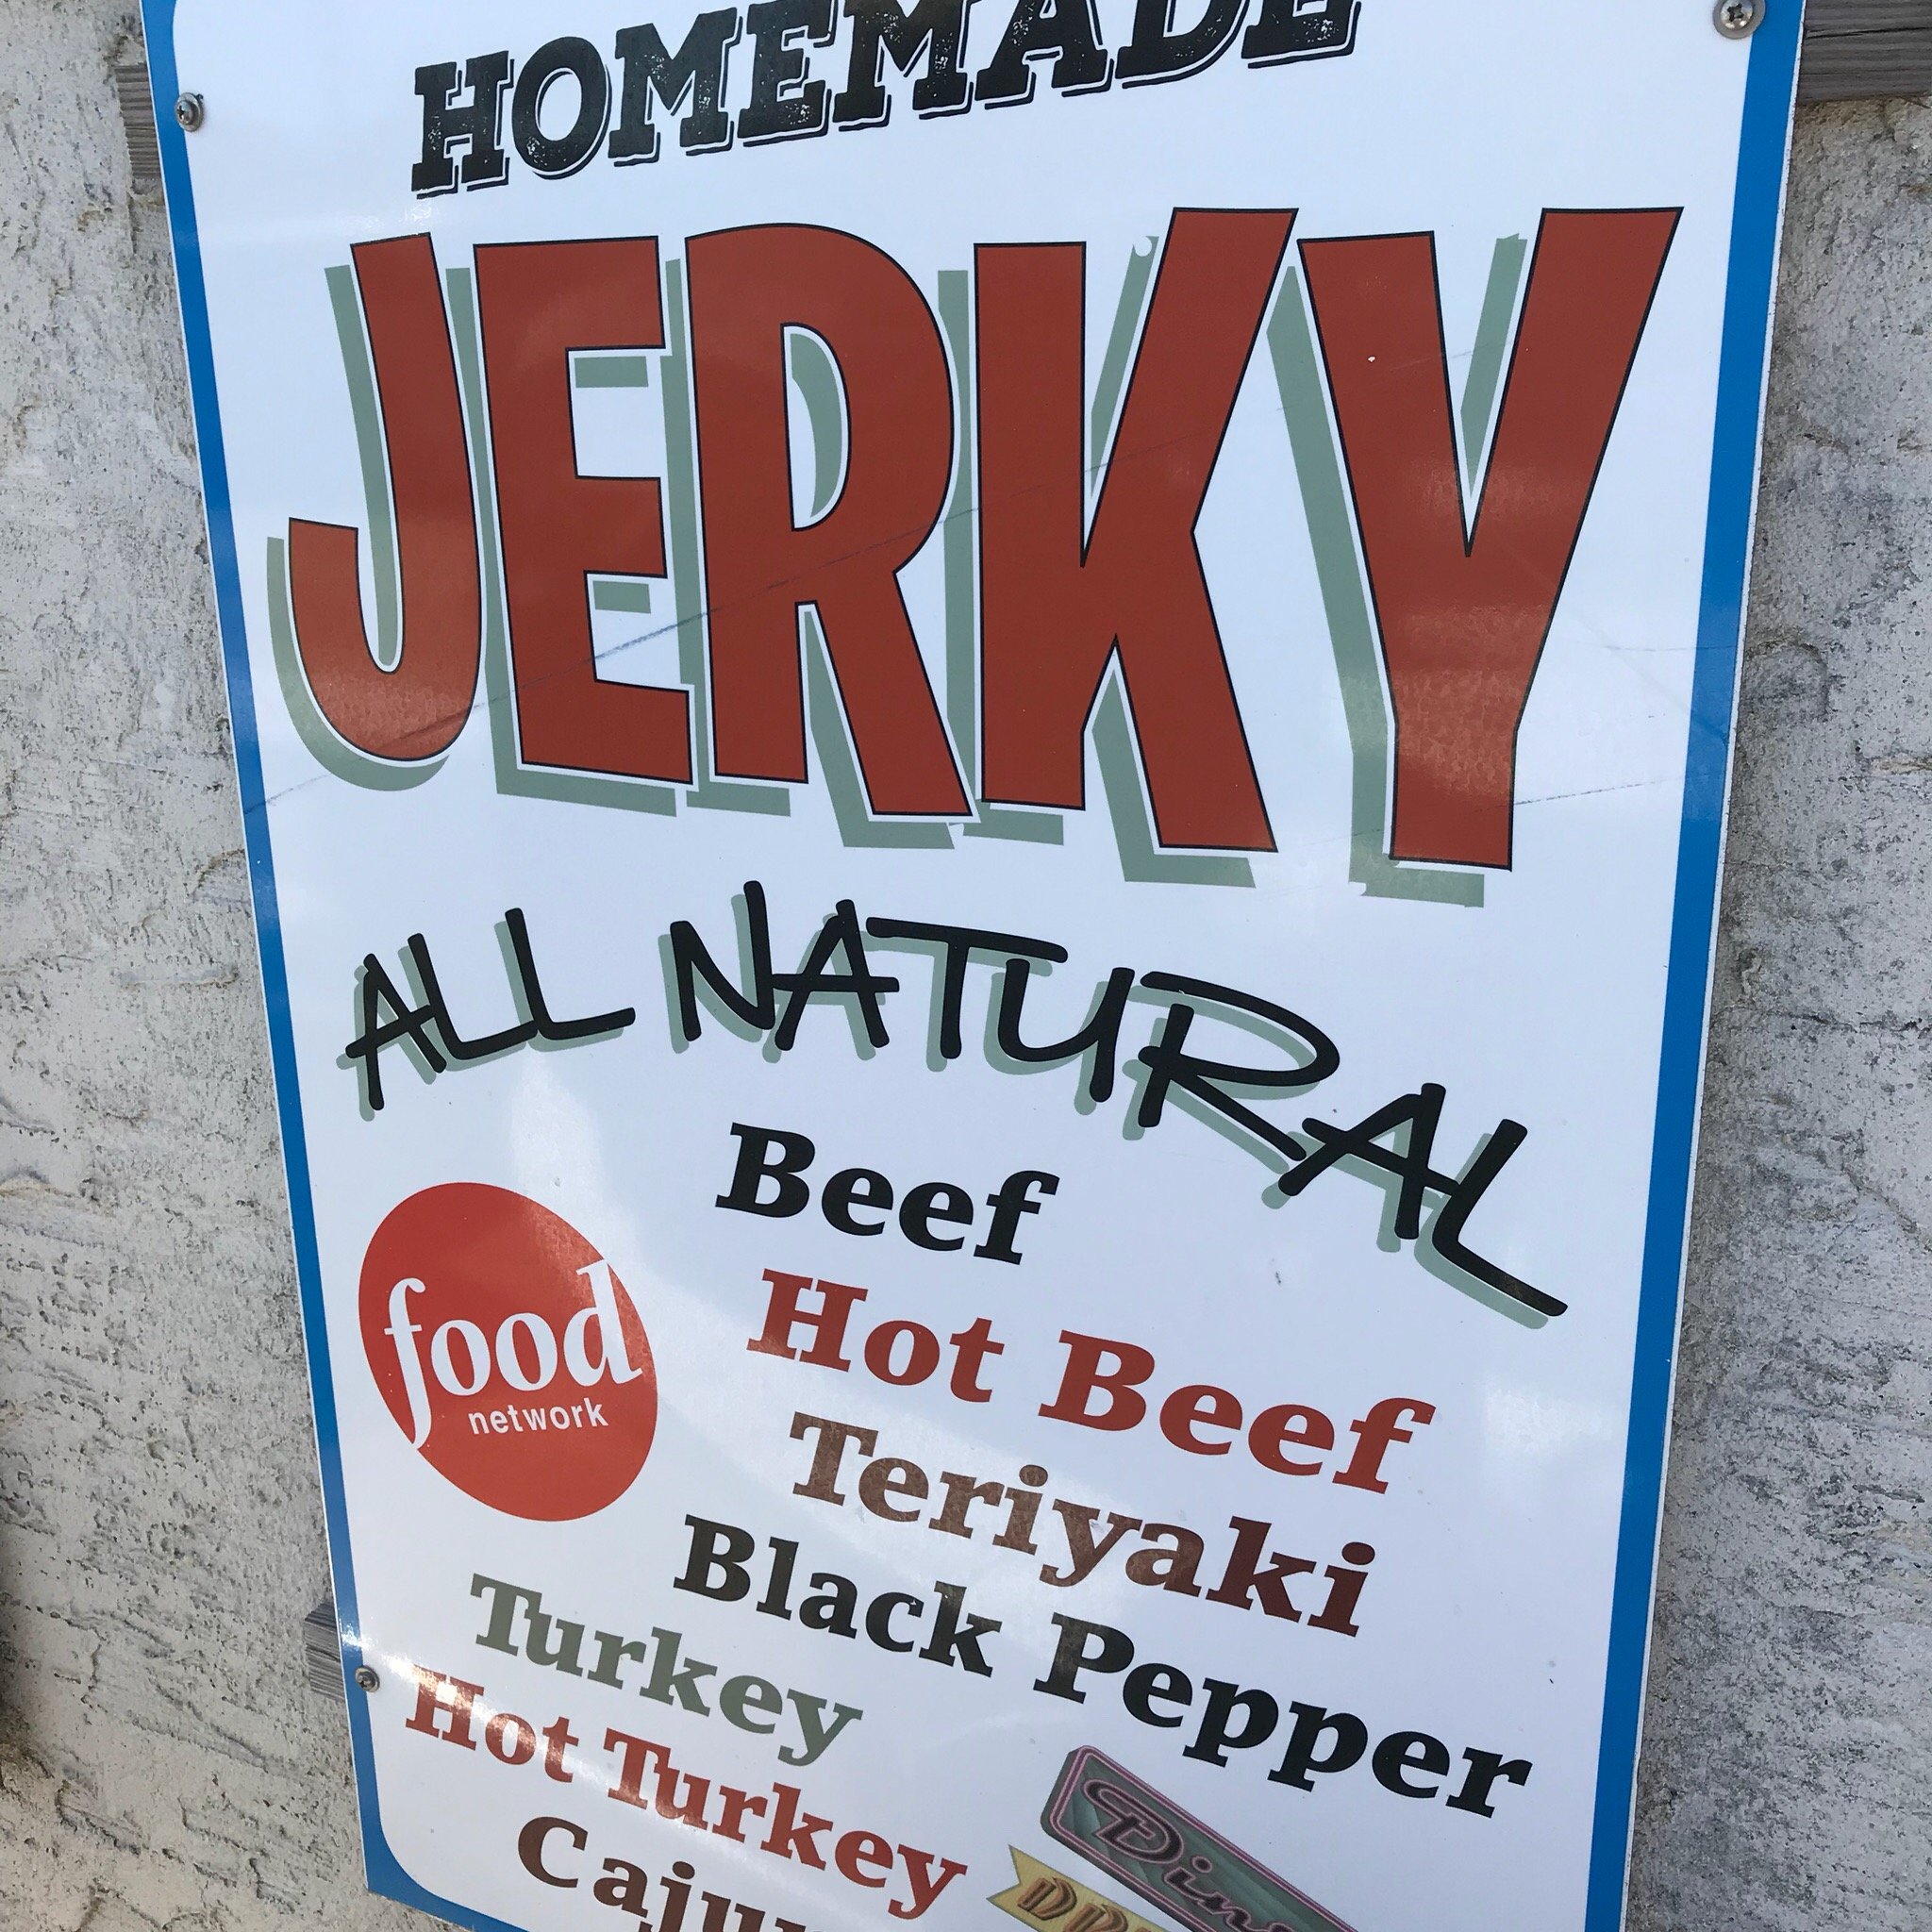 HOMEMADE
JERKY
ALL NATURAL
Beef
food
network
Hot Beef
Teriyaki
Black Pepper
Turkey
Hot Turkey